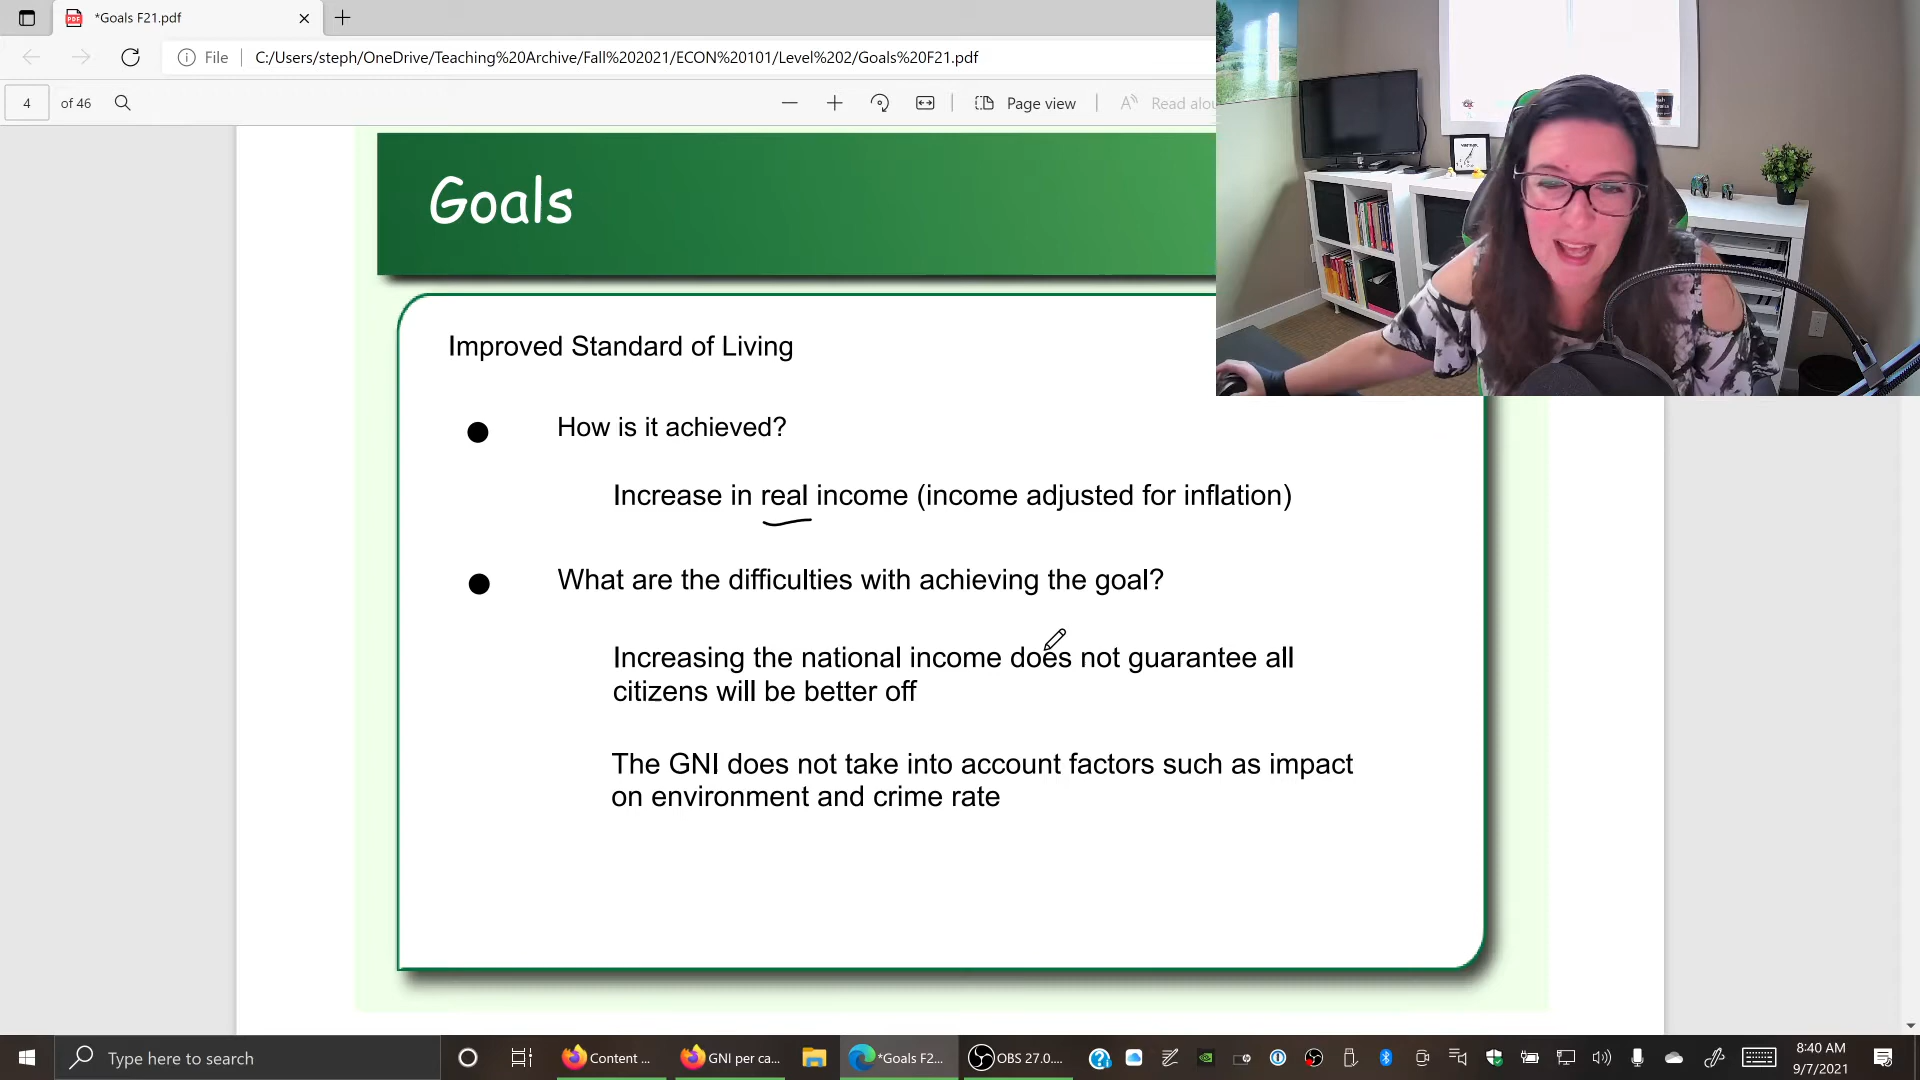 *Goals F21.pdf
File
C:/Users/steph/OneDrive/Teaching%20Archive/Fall%202021/ECON%20101/Level%202/Goals%20F21.pdf
4 of 46
Page view
Read alou
Goals
Improved Standard of Living
How is it achieved?
Increase in real income (income adjusted for inflation)
What are the difficulties with achieving the goal?
Increasing the national income does not guarantee all
citizens will be better off
The GNI does not take into account factors such as impact
on environment and crime rate
Type here to search
Content ...
GNI per ca...
*Goals F2...
OBS 27.0....
8:40 AM
9/7/2021